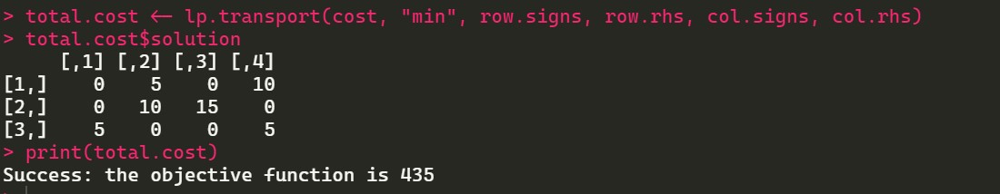 > total.cost <- lp.transport(cost, "min", row.signs, row.rhs, col.signs, col.rhs)
> total.cost$solution
     [,1] [,2] [,3] [,4]
[1,]    0    5    0   10
[2,]    0   10   15    0
[3,]    5    0    0    5
> print(total.cost)
Success: the objective function is 435